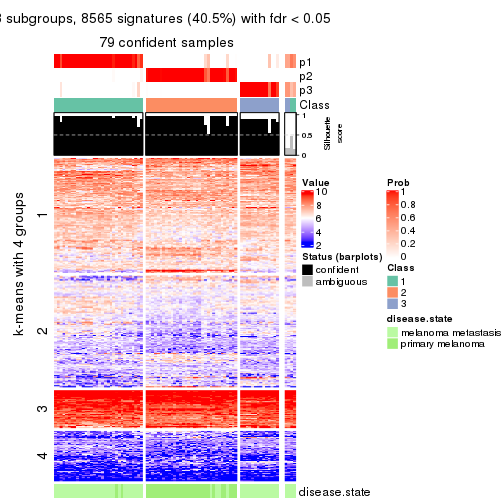 3 subgroups, 8565 signatures (40.5%) with fdr < 0.05
79 confident samples
p1
p2
p3
Class
1
0.5
0
Silhouette
score
k-means with 4 groups
1
2
3
4
disease.state
Value
10
8
6
4
2
Status (barplots)
confident
ambiguous
Prob
1
0.8
0.6
0.4
0.2
0
Class
1
2
3
disease.state
melanoma metastasis
primary melanoma